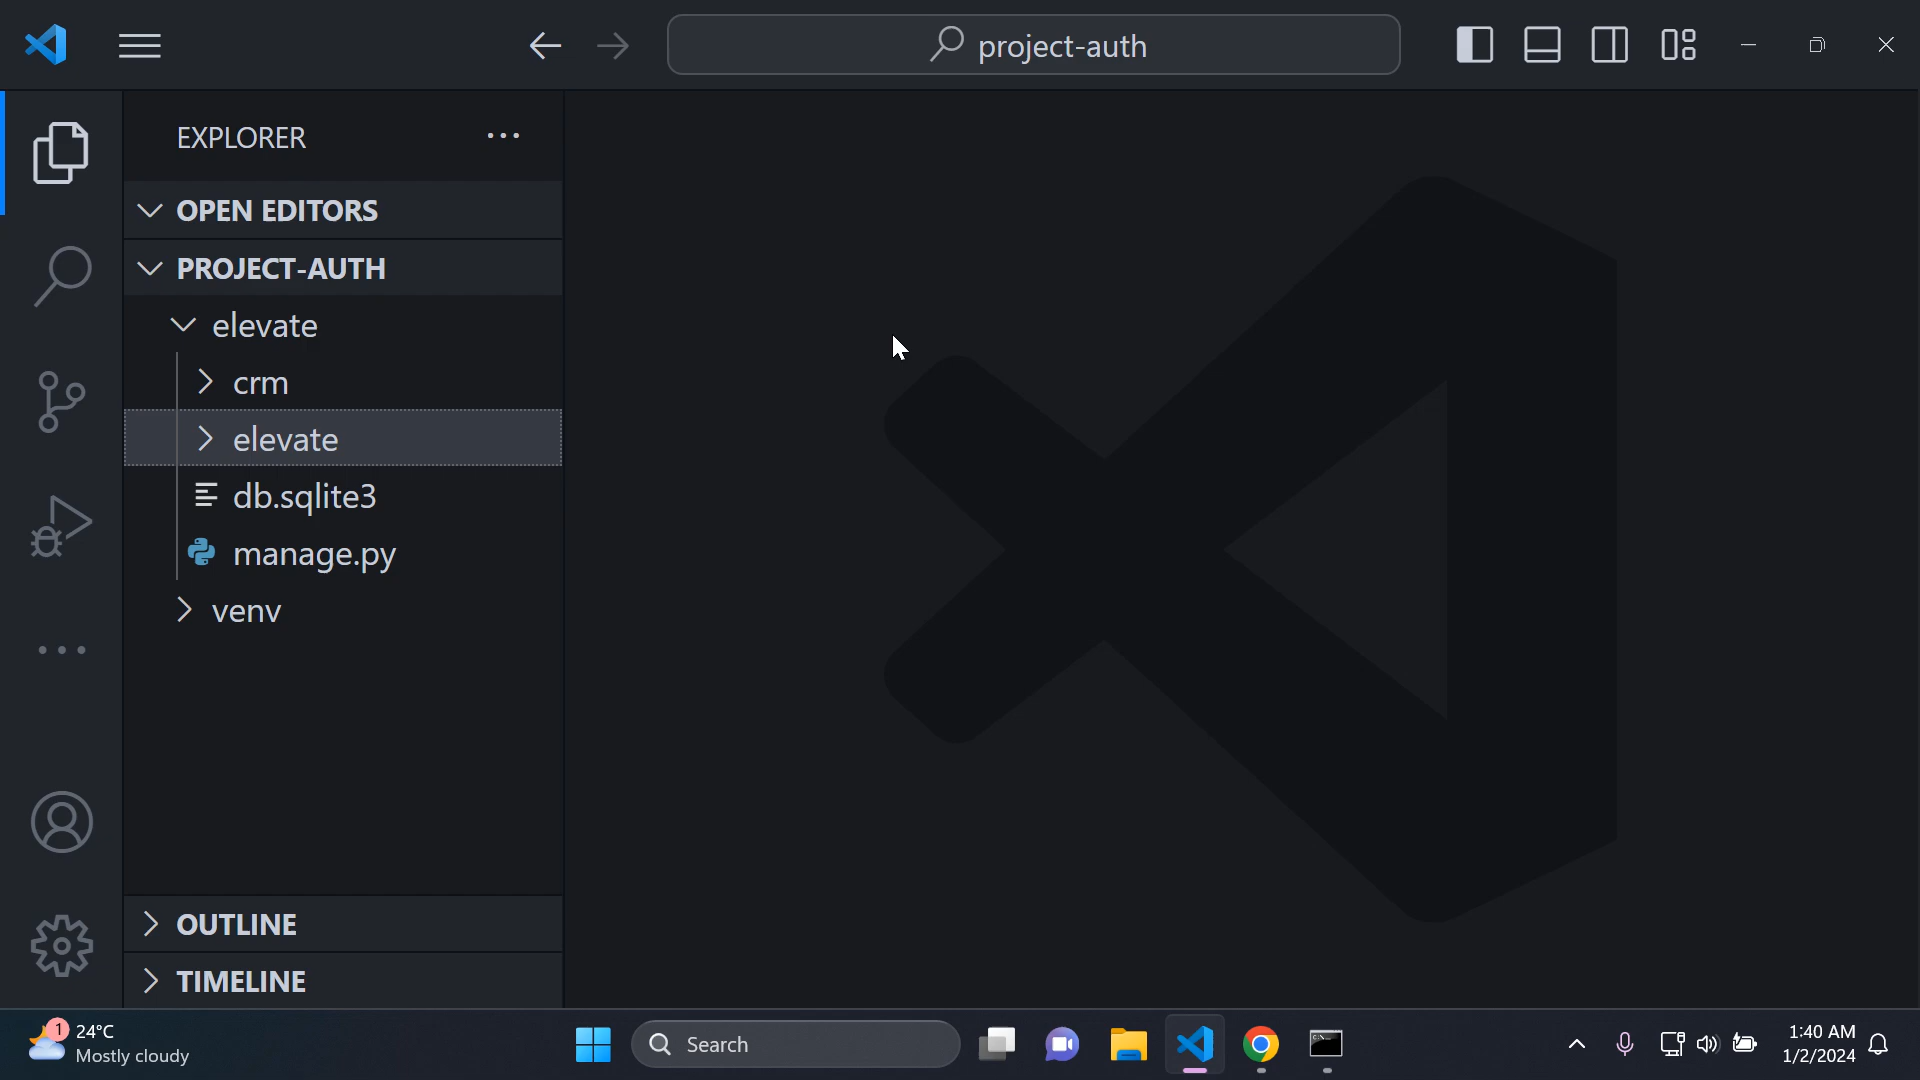 project-auth
EXPLORER
OPEN EDITORS
PROJECT-AUTH
elevate
crm
elevate
db.sqlite3
manage.py
venv
OUTLINE
TIMELINE
1
24°C
Mostly cloudy
Search
1:40 AM
1/2/2024